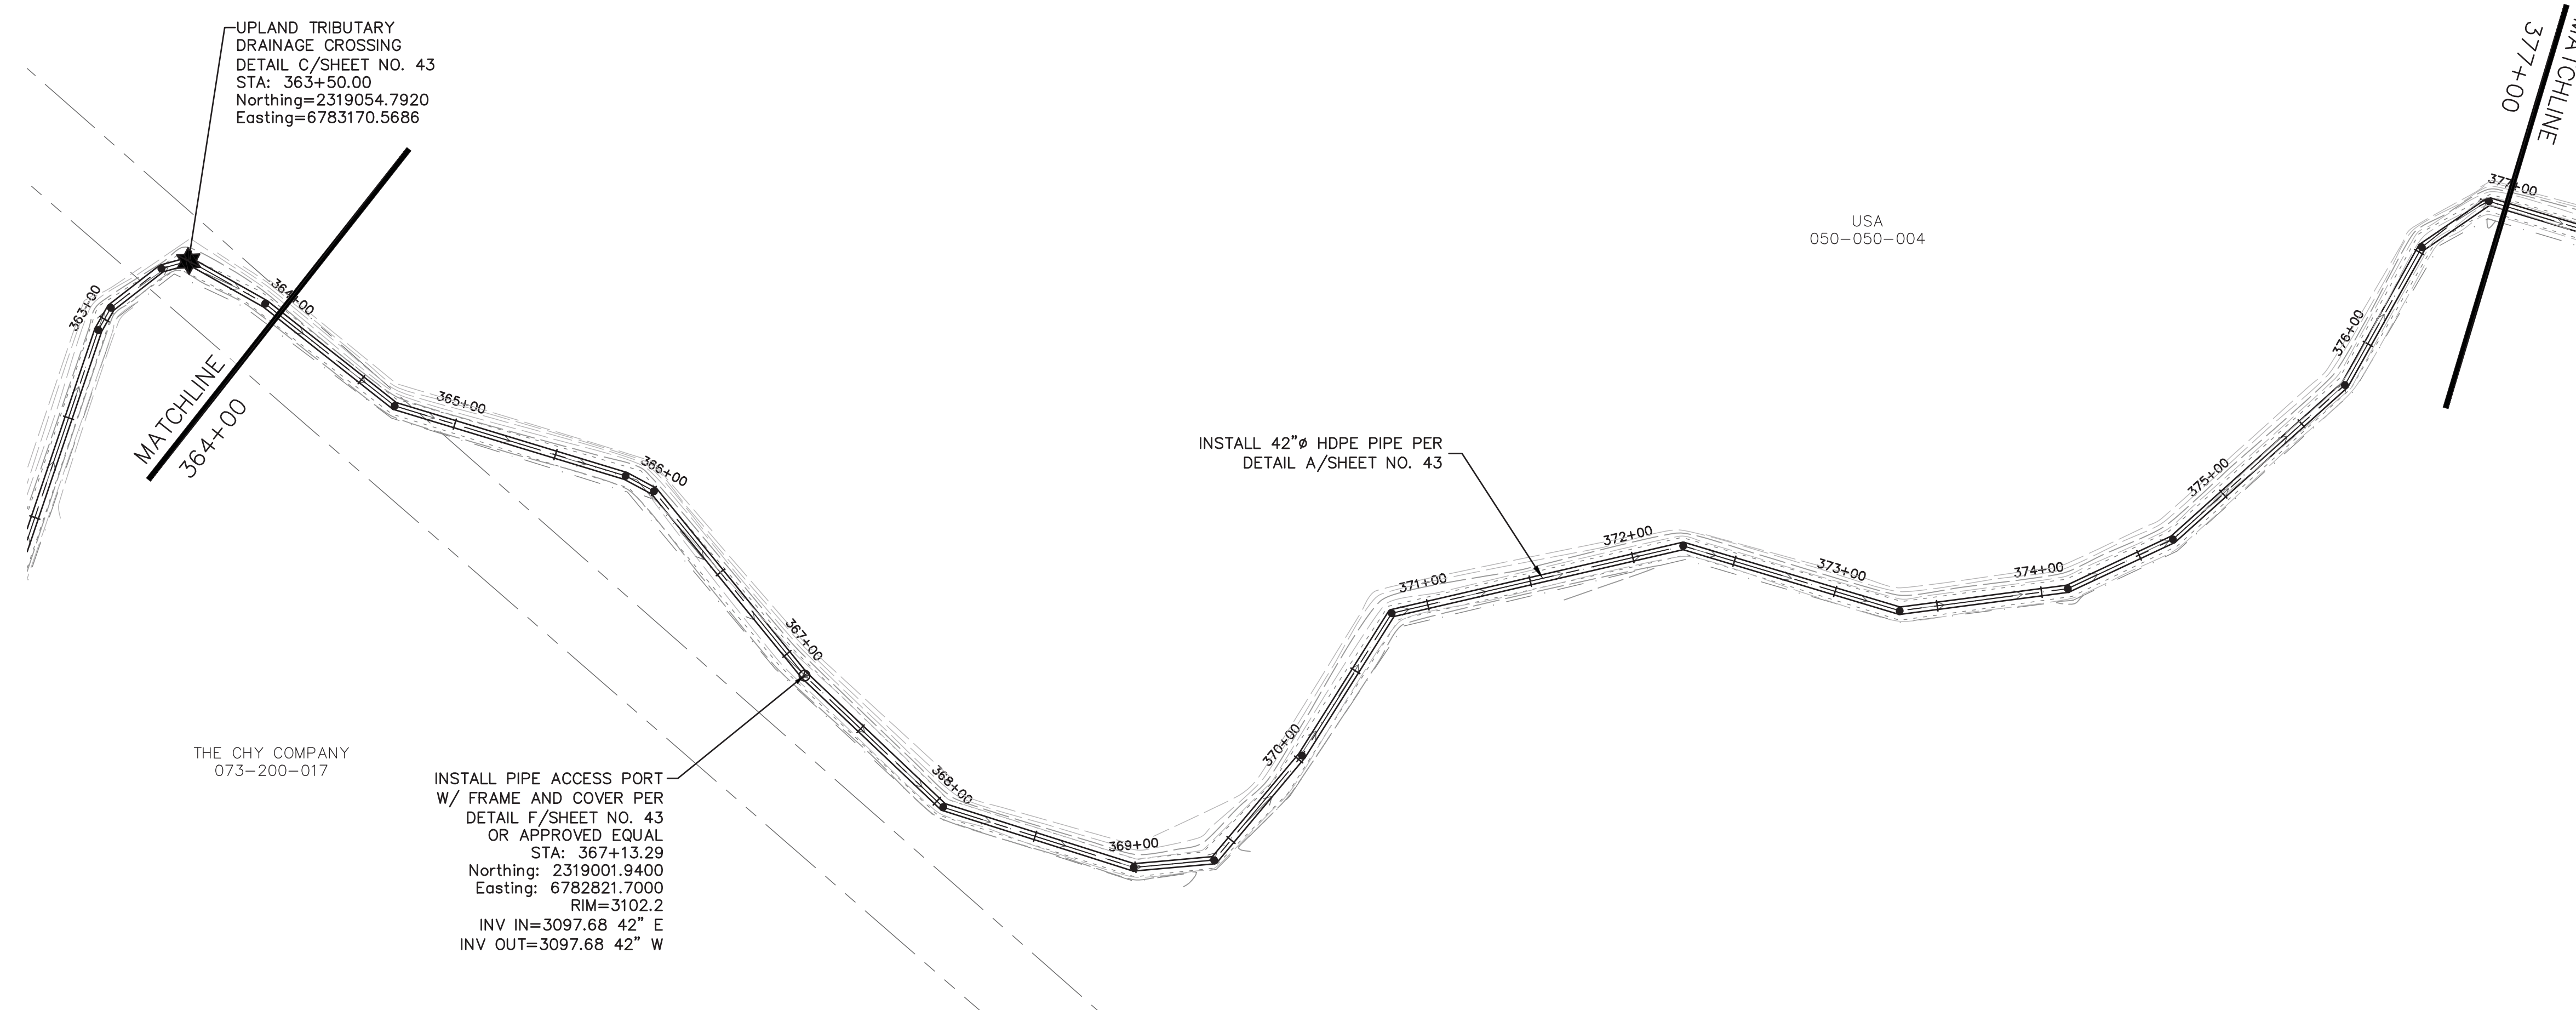 UPLAND TRIBUTARY
DRAINAGE CROSSING
DETAIL C/SHEET NO. 43
STA: 363+50.00
Northing=2319054.7920
Easting=6783170.5686
MATCHLINE
377+00
377+00
USA
050-050-004
363+00
364+00
MATCHLINE
364+00
365+00
366+00
367+00
368+00
369+00
370+00
371+00
372+00
373+00
374+00
375+00
376+00
INSTALL 42"ø HDPE PIPE PER
DETAIL A/SHEET NO. 43
THE CHY COMPANY
073-200-017
INSTALL PIPE ACCESS PORT
W/ FRAME AND COVER PER
DETAIL F/SHEET NO. 43
OR APPROVED EQUAL
STA: 367+13.29
Northing: 2319001.9400
Easting: 6782821.7000
RIM=3102.2
INV IN=3097.68 42" E
INV OUT=3097.68 42" W